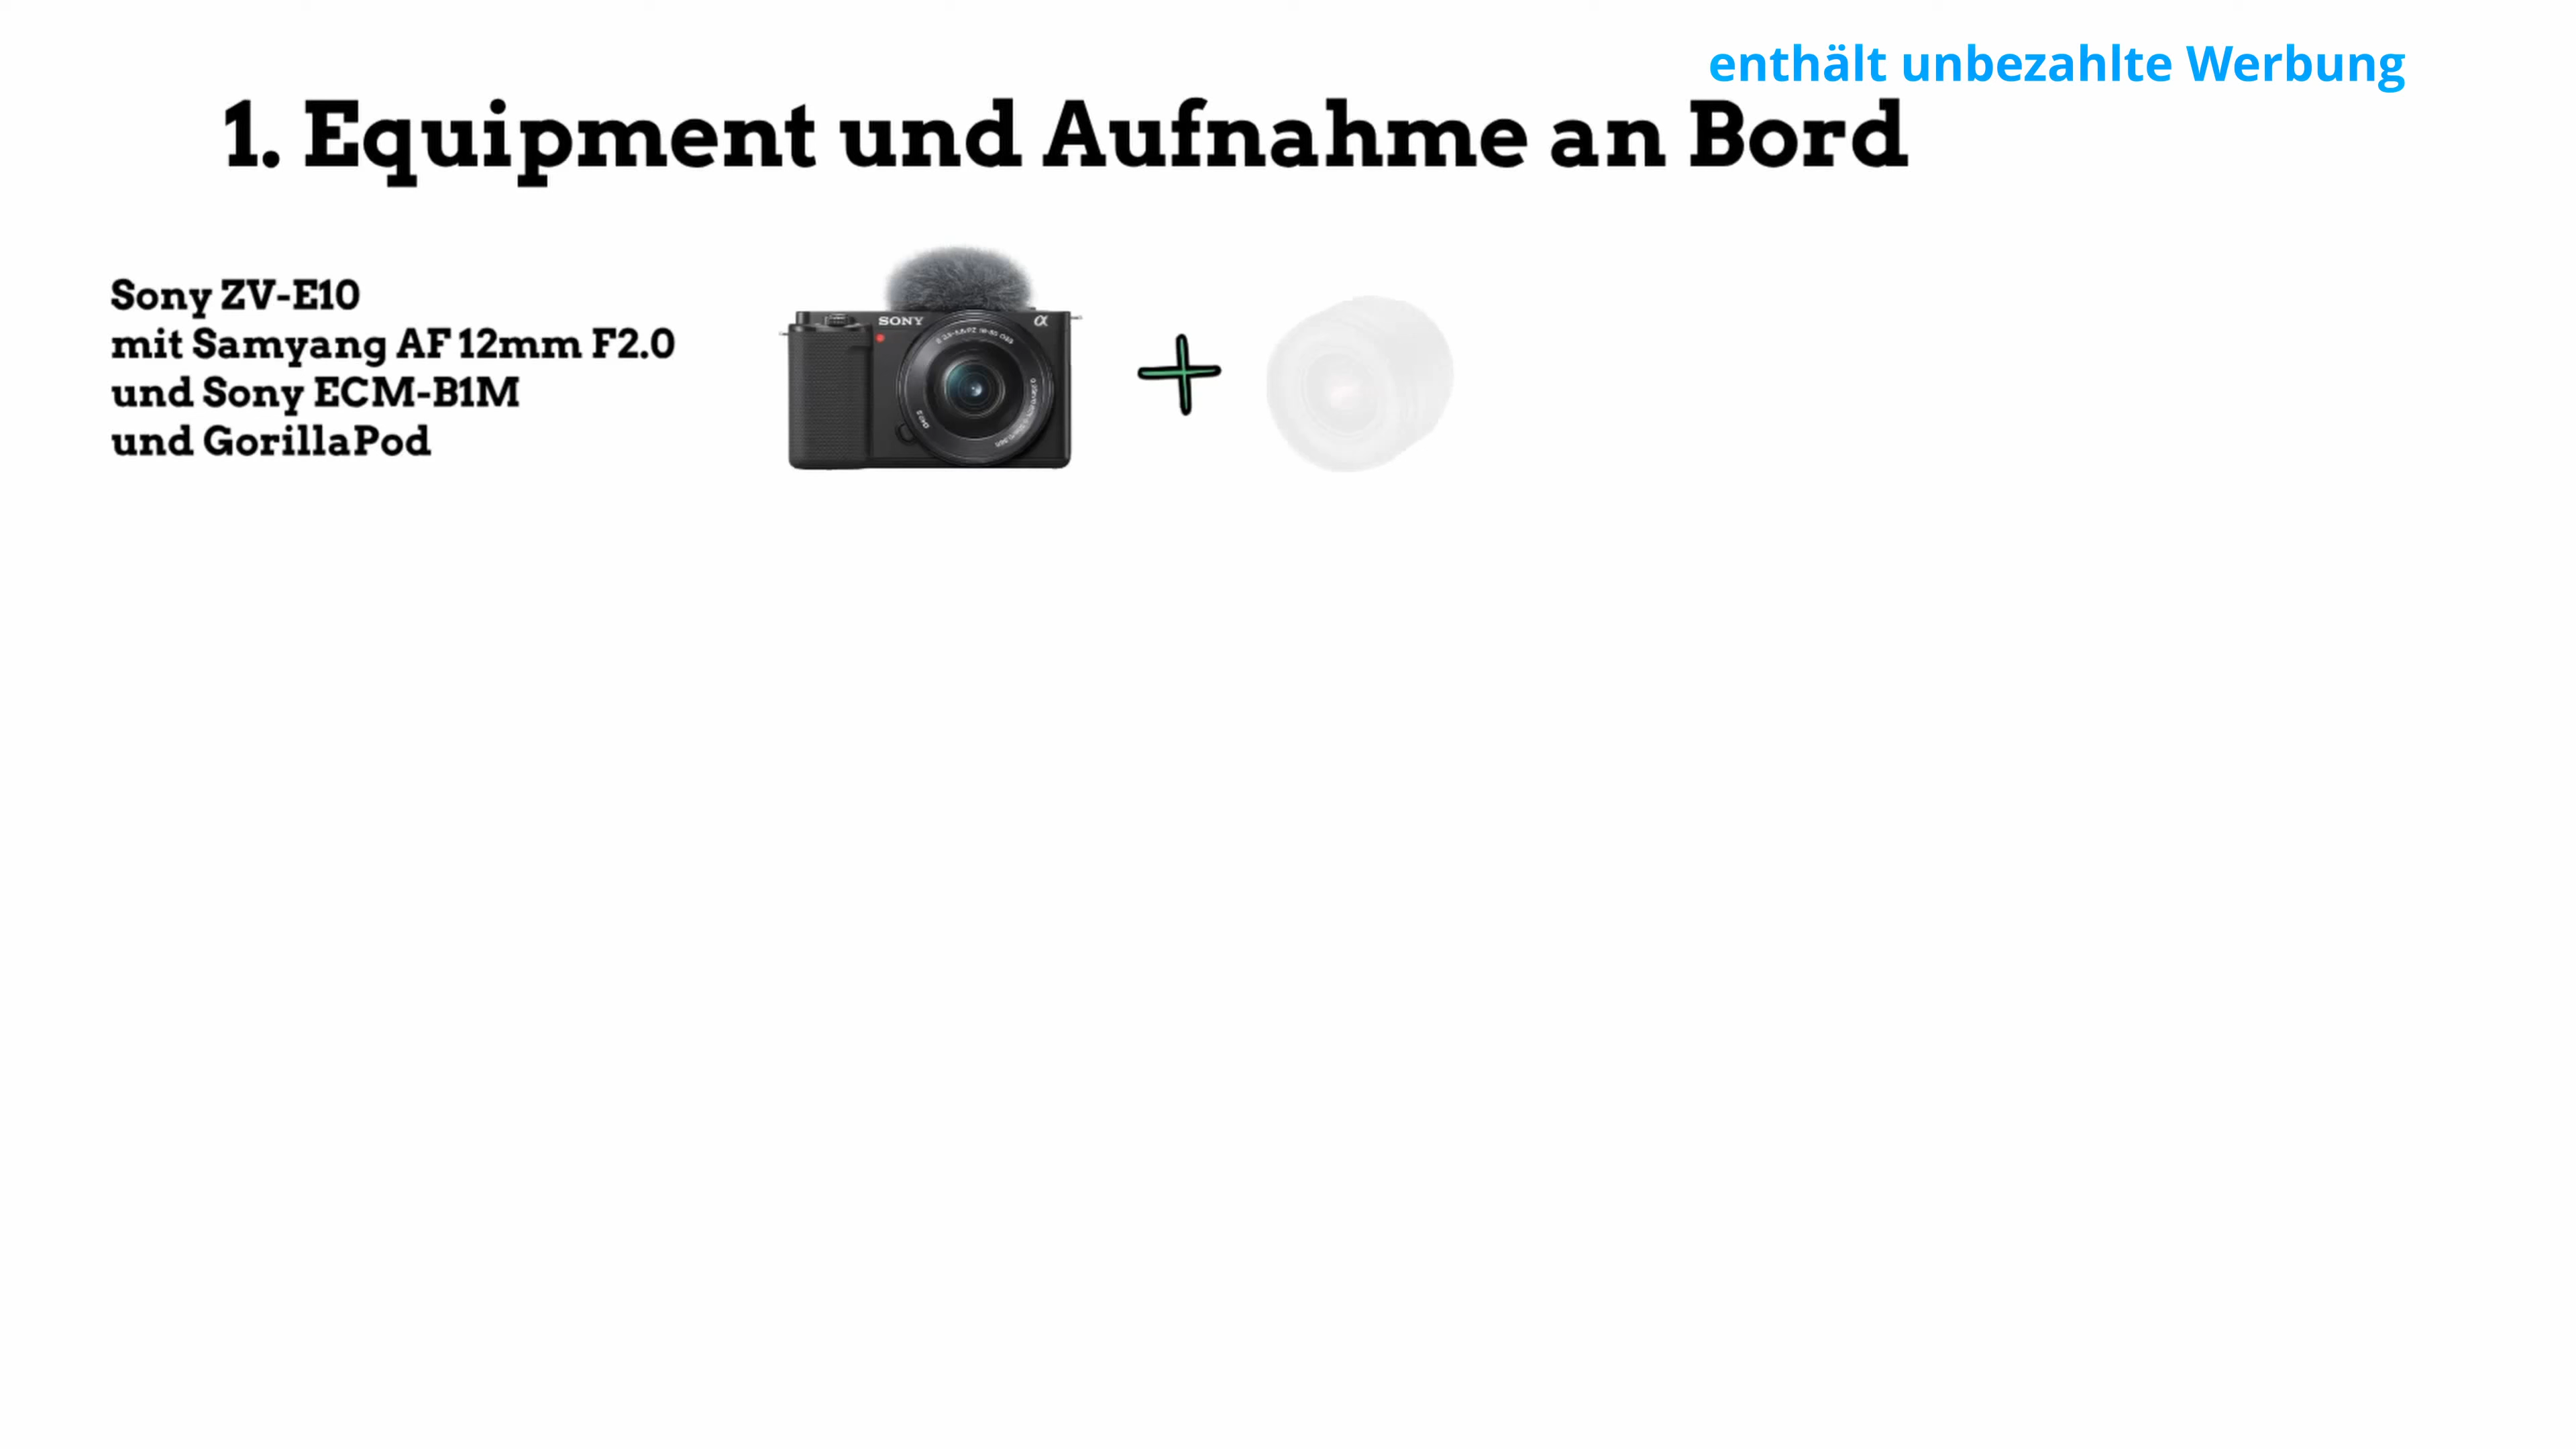 enthält unbezahlte Werbung
1. Equipment und Aufnahme an Bord
Sony ZV-E10
mit Samyang AF 12mm F2.0
und Sony ECM-B1M
und GorillaPod
SONY
α